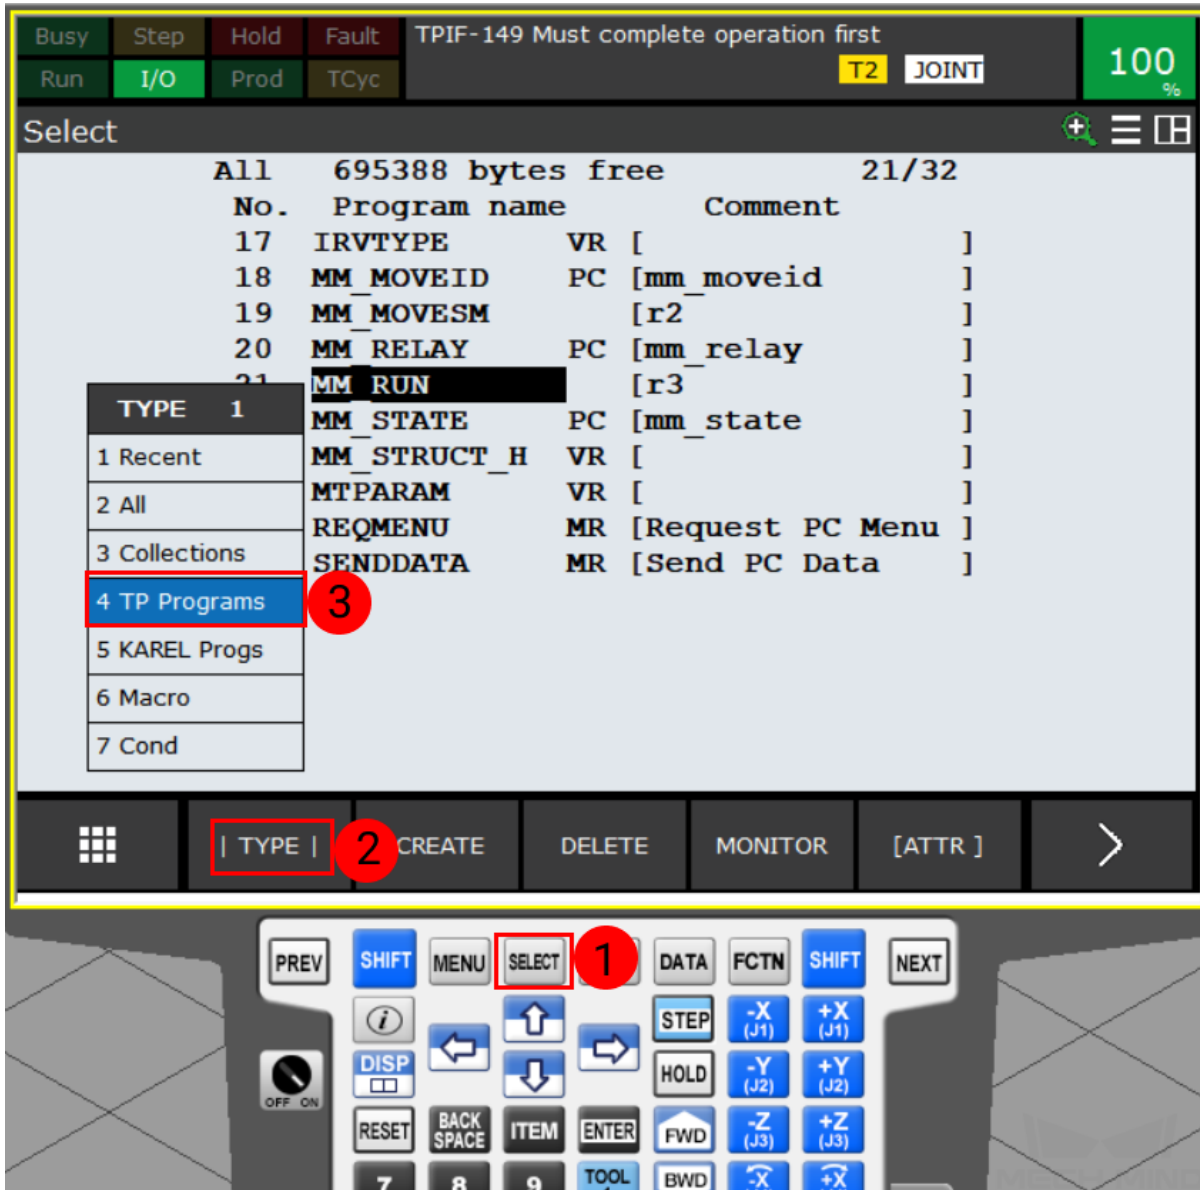 Busy Step Hold Fault TPIF-149 Must complete operation first
Run I/O Prod TCyc T2 JOINT 100 %
Select
All 695388 bytes free 21/32
No. Program name Comment
17 IRVTYPE VR [ ]
18 MM_MOVEID PC [mm_moveid ]
19 MM_MOVESM [r2 ]
20 MM_RELAY PC [mm_relay ]
21 MM_RUN [r3 ]
MM_STATE PC [mm_state ]
MM_STRUCT_H VR [ ]
MTPARAM VR [ ]
REQMENU MR [Request PC Menu ]
SENDDATA MR [Send PC Data ]
TYPE 1
1 Recent
2 All
3 Collections
4 TP Programs 3
5 KAREL Progs
6 Macro
7 Cond
| TYPE | 2 CREATE DELETE MONITOR [ATTR ] >
PREV SHIFT MENU SELECT 1 DATA FCTN SHIFT NEXT
i STEP -X (J1) +X (J1)
DISP HOLD -Y (J2) +Y (J2)
OFF ON
RESET BACK SPACE ITEM ENTER FWD -Z (J3) +Z (J3)
7 8 9 TOOL BWD -X +X